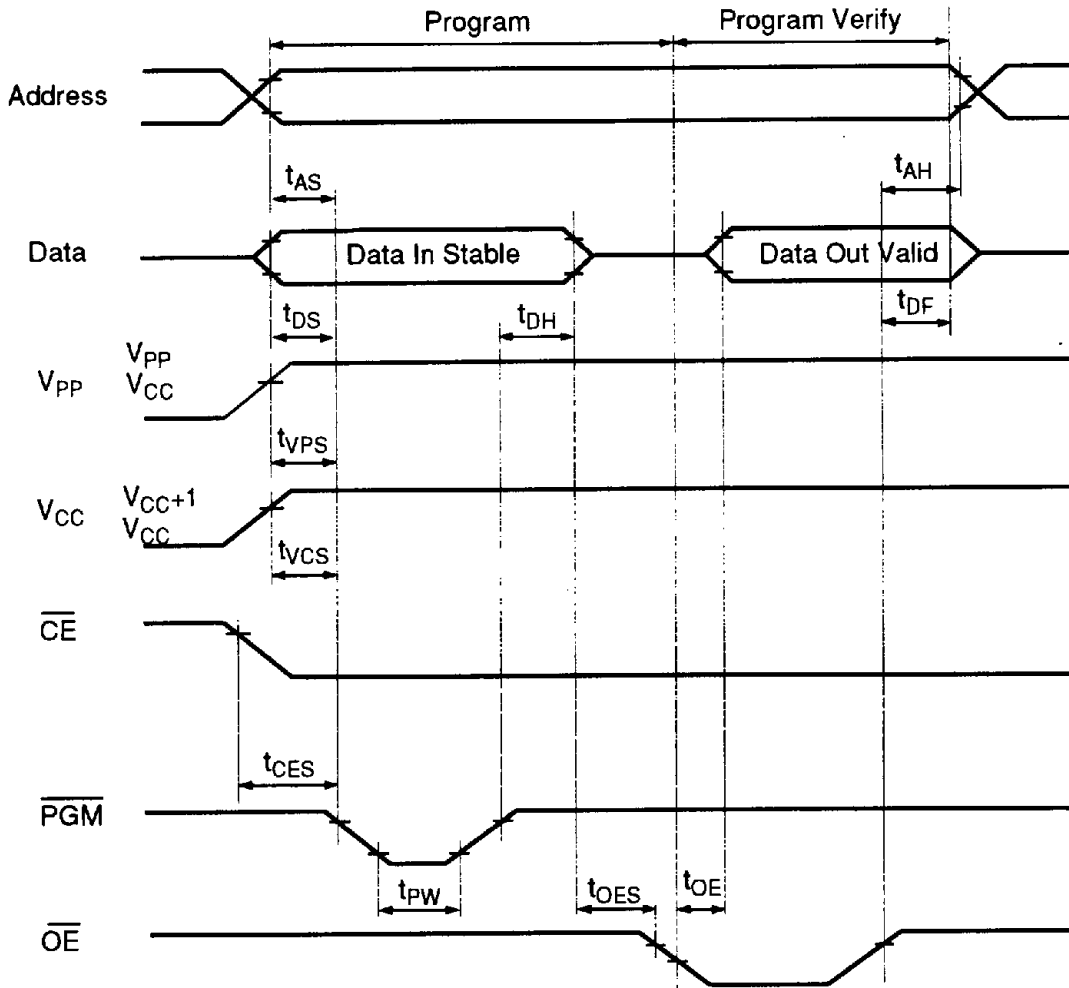 Program
Program Verify
Address
tAS
tAH
Data
Data In Stable
Data Out Valid
tDS
tDH
tDF
VPP
VPP
VCC
tVPS
VCC
VCC+1
VCC
tVCS
CE
tCES
PGM
tPW
tOES
tOE
OE